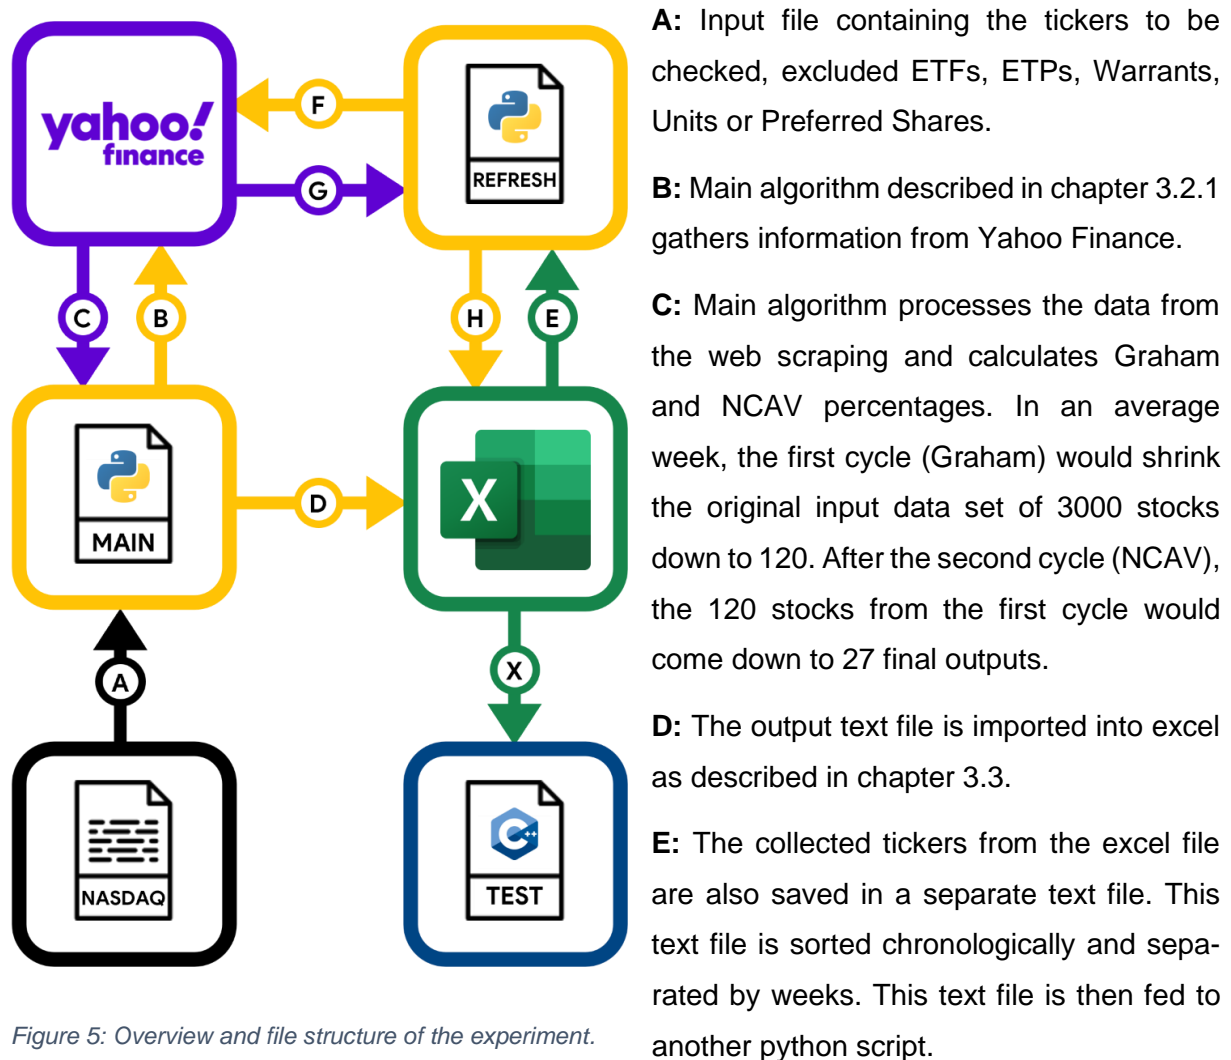 yahoo!
finance
F
G
REFRESH
C
B
H
E
MAIN
D
X
A
X
NASDAQ
C++
TEST
Figure 5: Overview and file structure of the experiment.
A: Input file containing the tickers to be
checked, excluded ETFs, ETPs, Warrants,
Units or Preferred Shares.
B: Main algorithm described in chapter 3.2.1
gathers information from Yahoo Finance.
C: Main algorithm processes the data from
the web scraping and calculates Graham
and NCAV percentages. In an average
week, the first cycle (Graham) would shrink
the original input data set of 3000 stocks
down to 120. After the second cycle (NCAV),
the 120 stocks from the first cycle would
come down to 27 final outputs.
D: The output text file is imported into excel
as described in chapter 3.3.
E: The collected tickers from the excel file
are also saved in a separate text file. This
text file is sorted chronologically and sepa-
rated by weeks. This text file is then fed to
another python script.